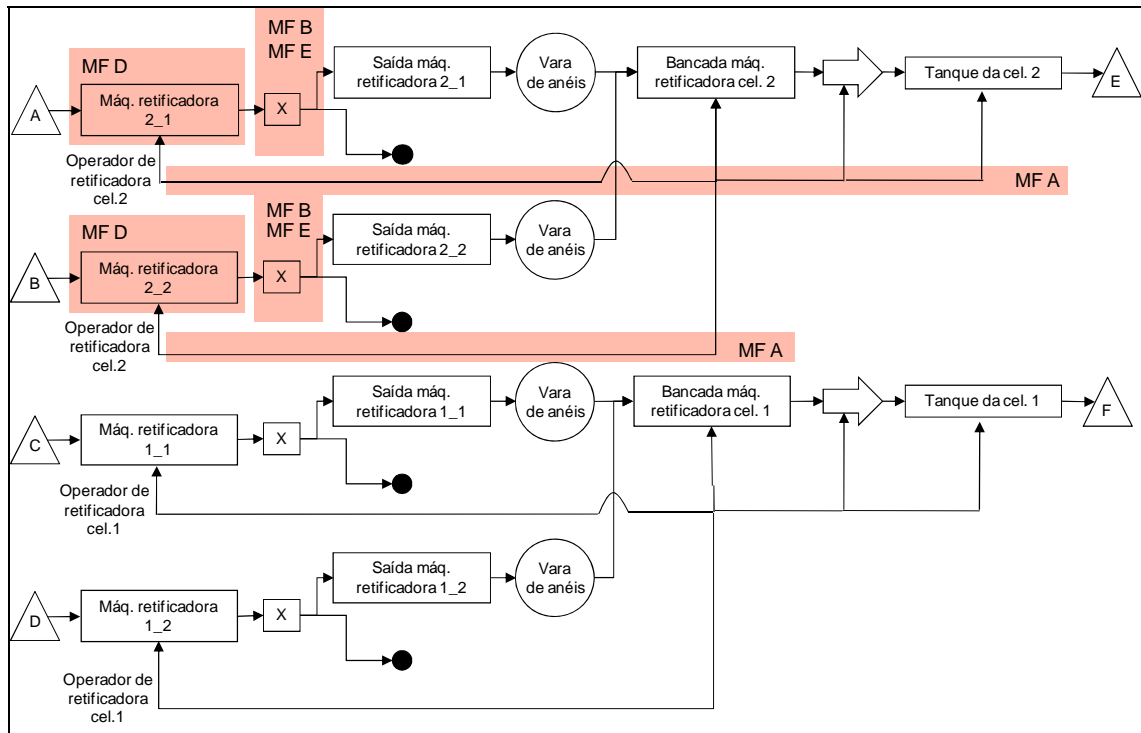 MF B
MF E
MF D
Saída máq.
retificadora 2_1
Vara
de anéis
Bancada máq.
retificadora cel. 2
Tanque da cel. 2
E
A
Máq. retificadora
2_1
X
Operador de
retificadora
cel.2
MF A
MF B
MF E
MF D
Saída máq.
retificadora 2_2
Vara
de anéis
B
Máq. retificadora
2_2
X
Operador de
retificadora
cel.2
MF A
Saída máq.
retificadora 1_1
Vara
de anéis
Bancada máq.
retificadora cel. 1
Tanque da cel. 1
F
C
Máq. retificadora
1_1
X
Operador de
retificadora
cel.1
Saída máq.
retificadora 1_2
Vara
de anéis
D
Máq. retificadora
1_2
X
Operador de
retificadora
cel.1